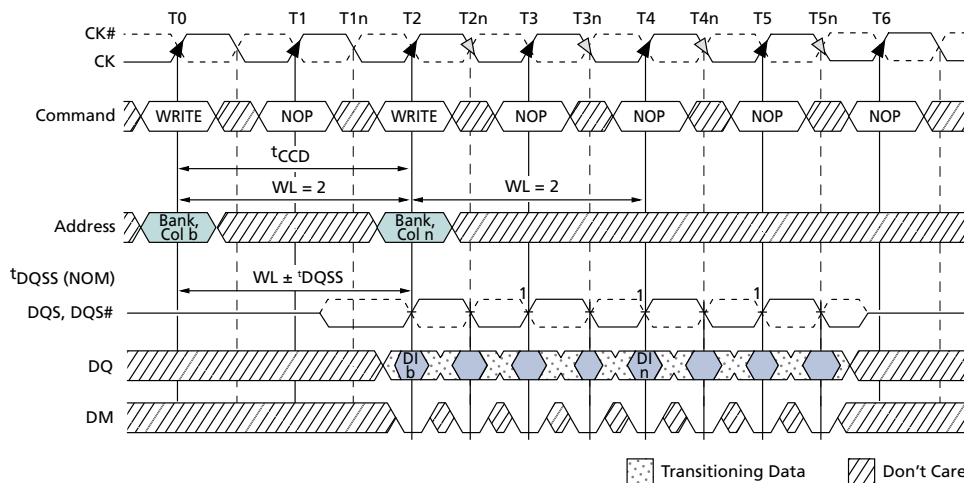 T0 T1 T1n T2 T2n T3 T3n T4 T4n T5 T5n T6
CK#
CK
Command WRITE NOP WRITE NOP NOP NOP NOP
tCCD
WL = 2 WL = 2
Address Bank, Col b Bank, Col n
tDQSS (NOM) WL ± tDQSS
DQS, DQS# 1 1 1
DQ DI b DI n
DM
Transitioning Data Don't Care